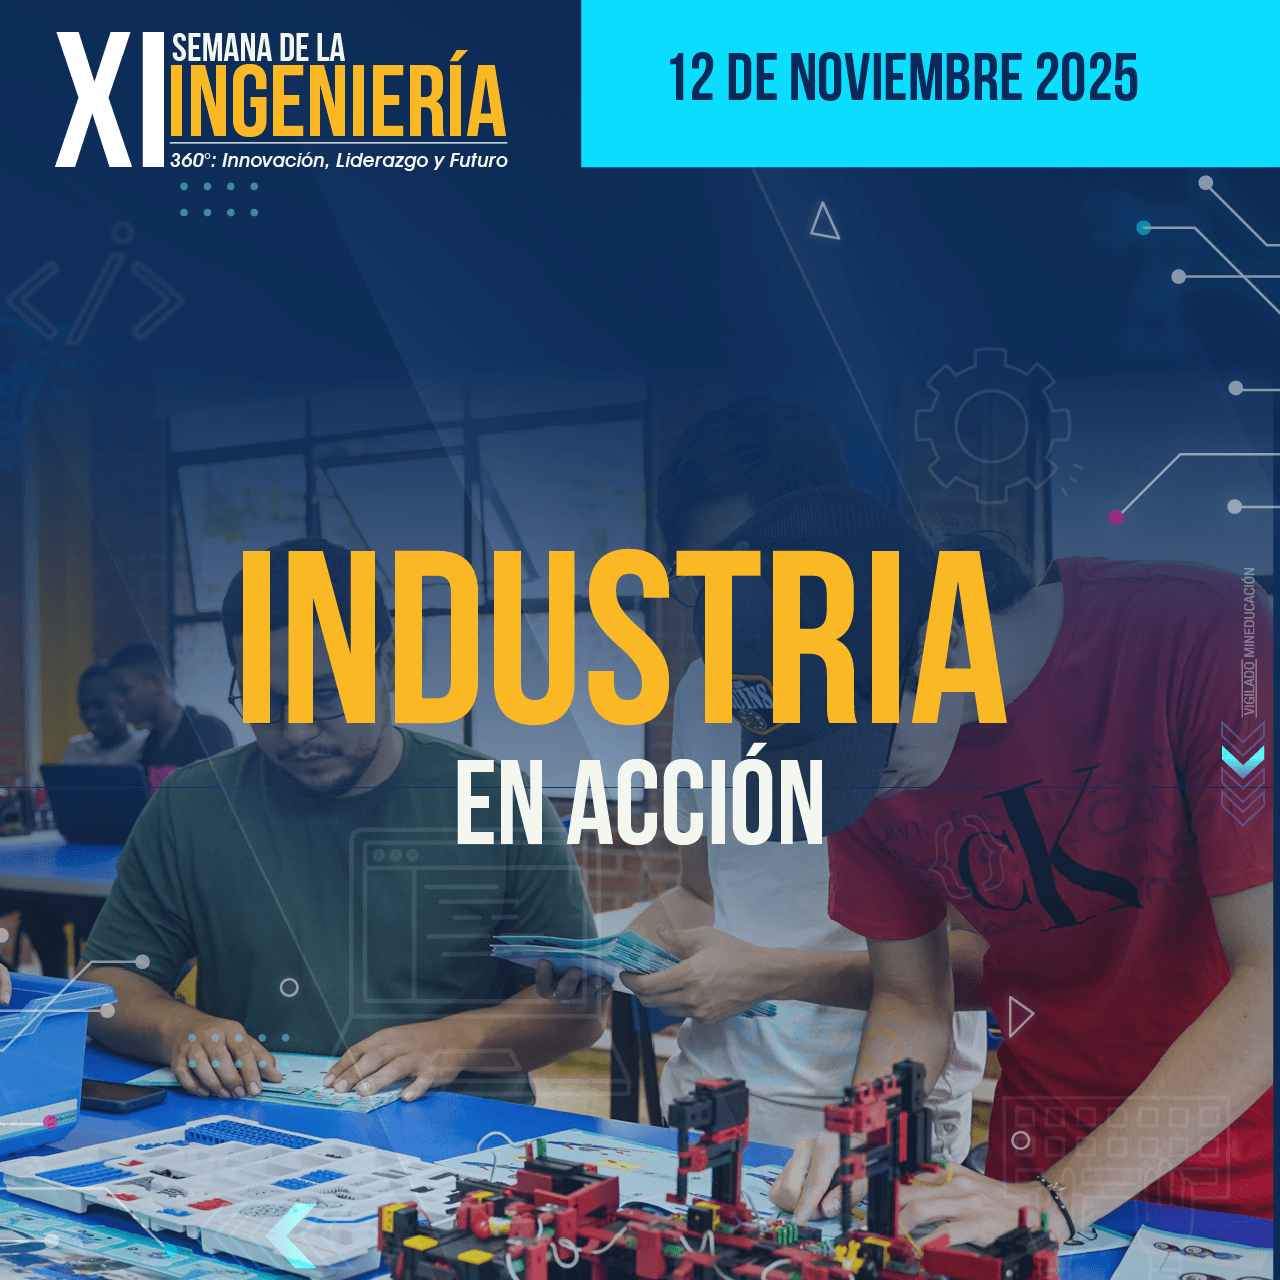 XI
SEMANA DE LA
INGENIERÍA
360°: Innovación, Liderazgo y Futuro
12 DE NOVIEMBRE 2025
INDUSTRIA
EN ACCIÓN
VIGILADO MINEDUCACIÓN
CK